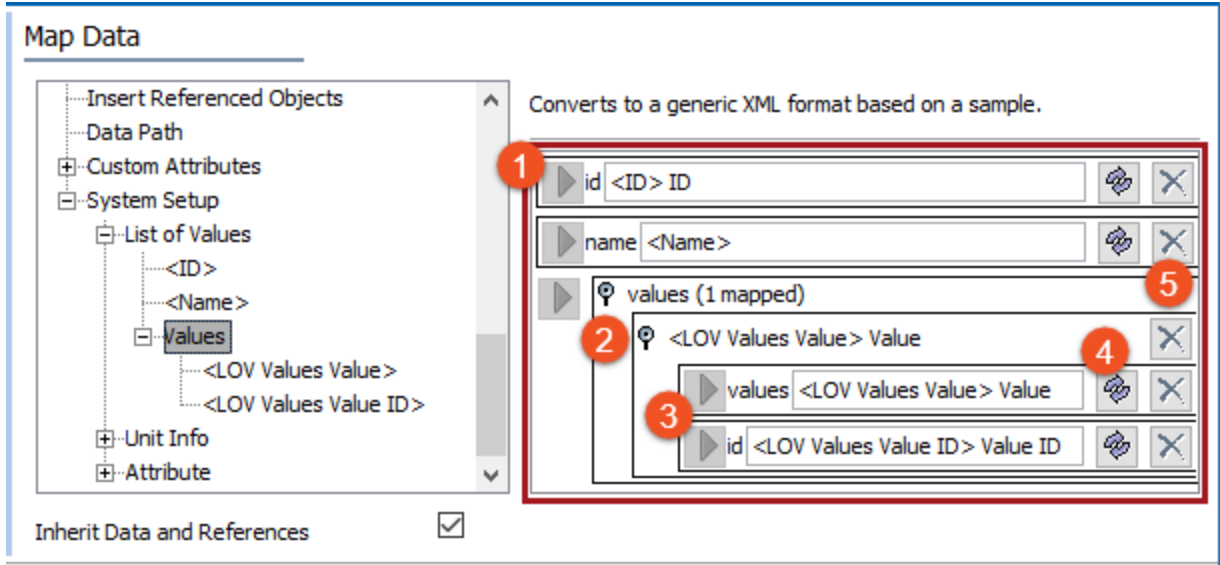 Map Data
Insert Referenced Objects
Data Path
Custom Attributes
System Setup
List of Values
<ID>
<Name>
Values
<LOV Values Value>
<LOV Values Value ID>
Unit Info
Attribute
Inherit Data and References
Converts to a generic XML format based on a sample.
1
id <ID> ID
name <Name>
5
values (1 mapped)
2
<LOV Values Value> Value
4
values <LOV Values Value> Value
3
id <LOV Values Value ID> Value ID